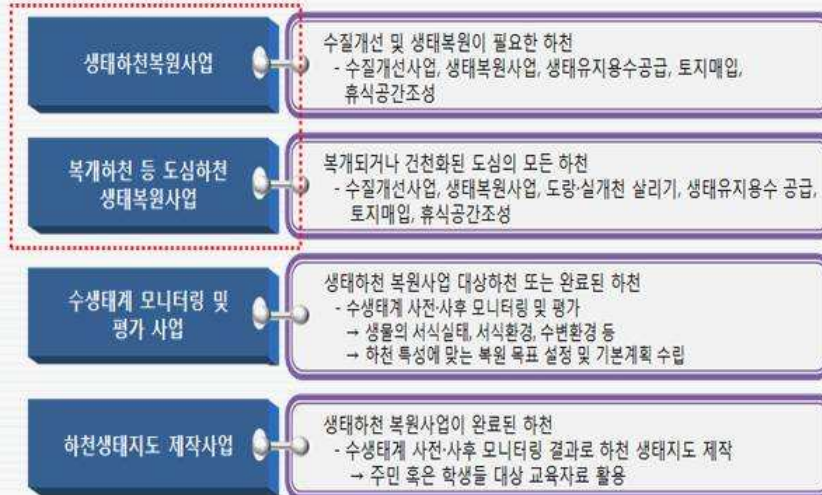 생태하천복원사업
수질개선 및 생태복원이 필요한 하천
- 수질개선사업, 생태복원사업, 생태유지용수공급, 토지매입,
휴식공간조성
복개하천 등 도심하천
생태복원사업
복개되거나 건천화된 도심의 모든 하천
- 수질개선사업, 생태복원사업, 도랑·실개천 살리기, 생태유지용수 공급,
토지매입, 휴식공간조성
수생태계 모니터링 및
평가 사업
생태하천 복원사업 대상하천 또는 완료된 하천
- 수생태계 사전·사후 모니터링 및 평가
→ 생물의 서식실태, 서식환경, 수변환경 등
→ 하천 특성에 맞는 복원 목표 설정 및 기본계획 수립
하천생태지도 제작사업
생태하천 복원사업이 완료된 하천
- 수생태계 사전·사후 모니터링 결과로 하천 생태지도 제작
→ 주민 혹은 학생들 대상 교육자료 활용